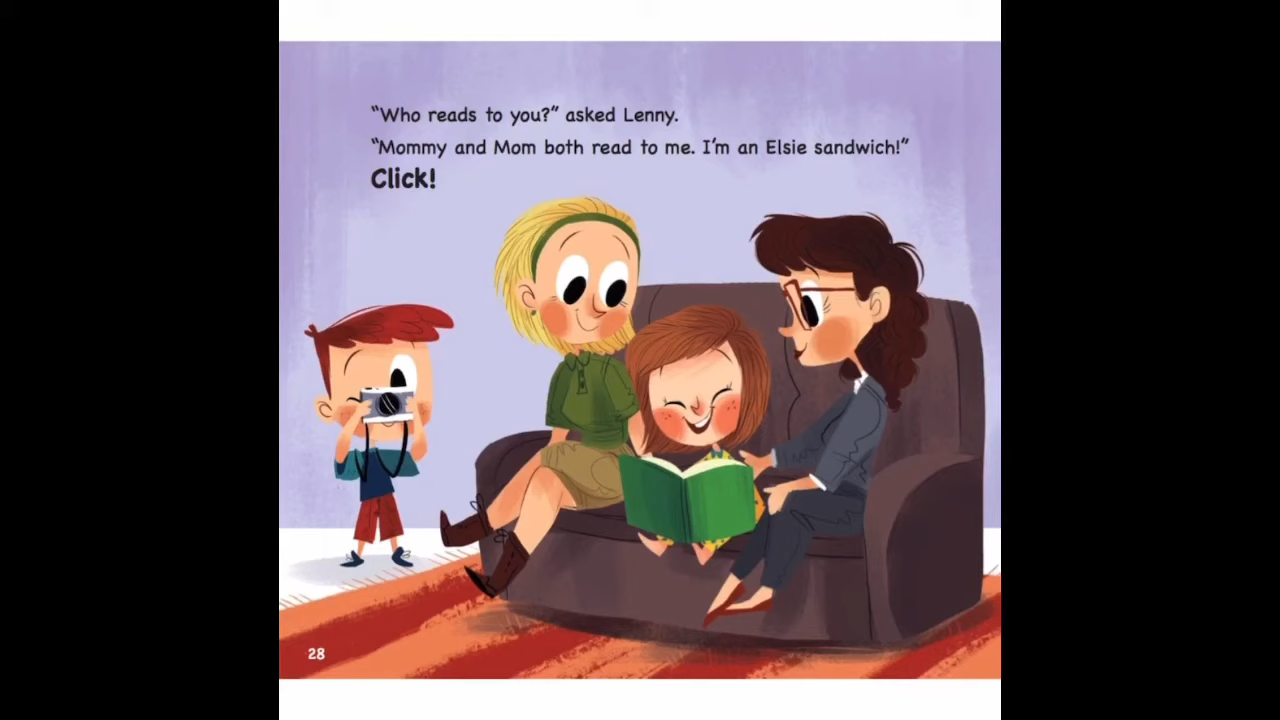 “Who reads to you?” asked Lenny.
“Mommy and Mom both read to me. I’m an Elsie sandwich!”
Click!
28